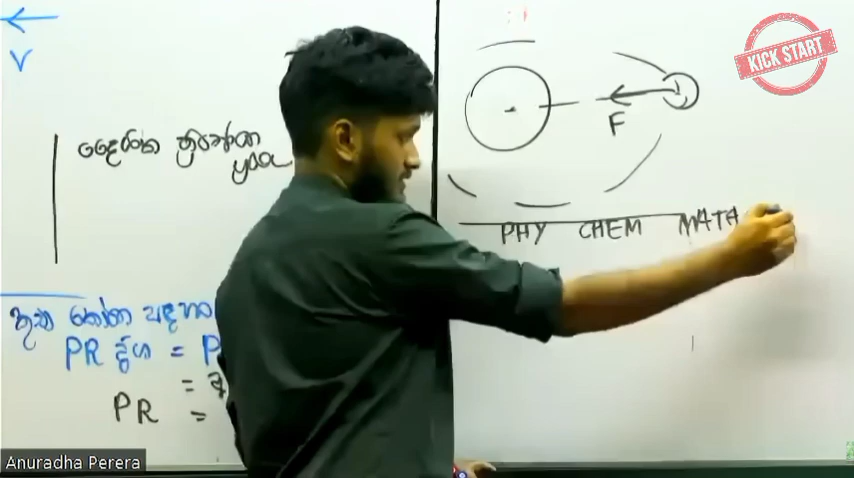 V
දෛශික ත්‍රිකෝණ
PR දිග = P
PR =
=
F
PHY CHEM MATH
KICK START
Anuradha Perera